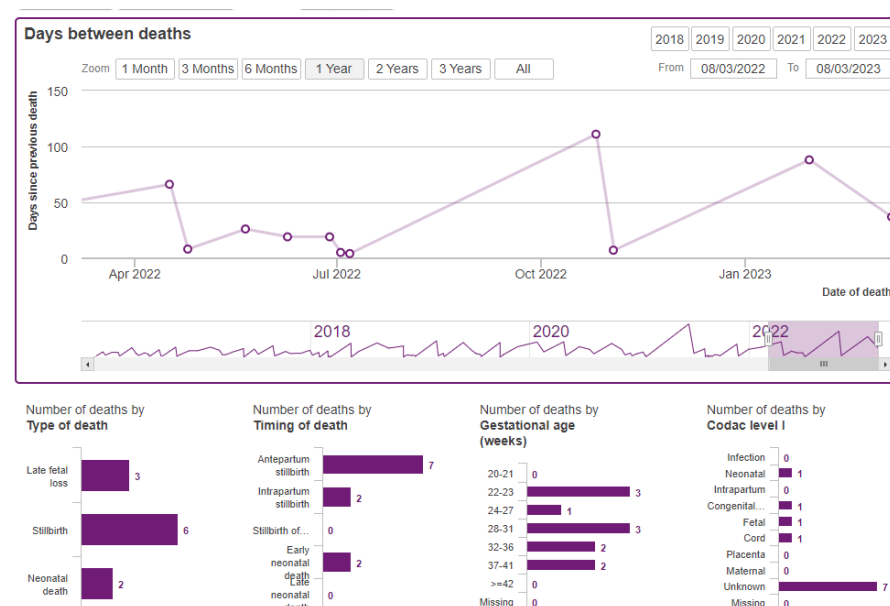 Days between deaths
2018 2019 2020 2021 2022 2023
Zoom 1 Month 3 Months 6 Months 1 Year 2 Years 3 Years All
From 08/03/2022 To 08/03/2023
Days since previous death
150
100
50
0
Apr 2022 Jul 2022 Oct 2022 Jan 2023
Date of death
2018 2020 2022
Number of deaths by
Type of death
Late fetal
loss
3
Stillbirth 6
Neonatal
death
2
Number of deaths by
Timing of death
Antepartum
stillbirth
7
Intrapartum
stillbirth
2
Stillbirth of... 0
Early
neonatal
death
2
Late
neonatal
death
0
Number of deaths by
Gestational age
(weeks)
20-21 0
22-23 3
24-27 1
28-31 3
32-36 2
37-41 2
>=42 0
Missing 0
Number of deaths by
Codac level I
Infection 0
Neonatal 1
Intrapartum 0
Congenital... 1
Fetal 1
Cord 1
Placenta 0
Maternal 0
Unknown 7
Missing 0